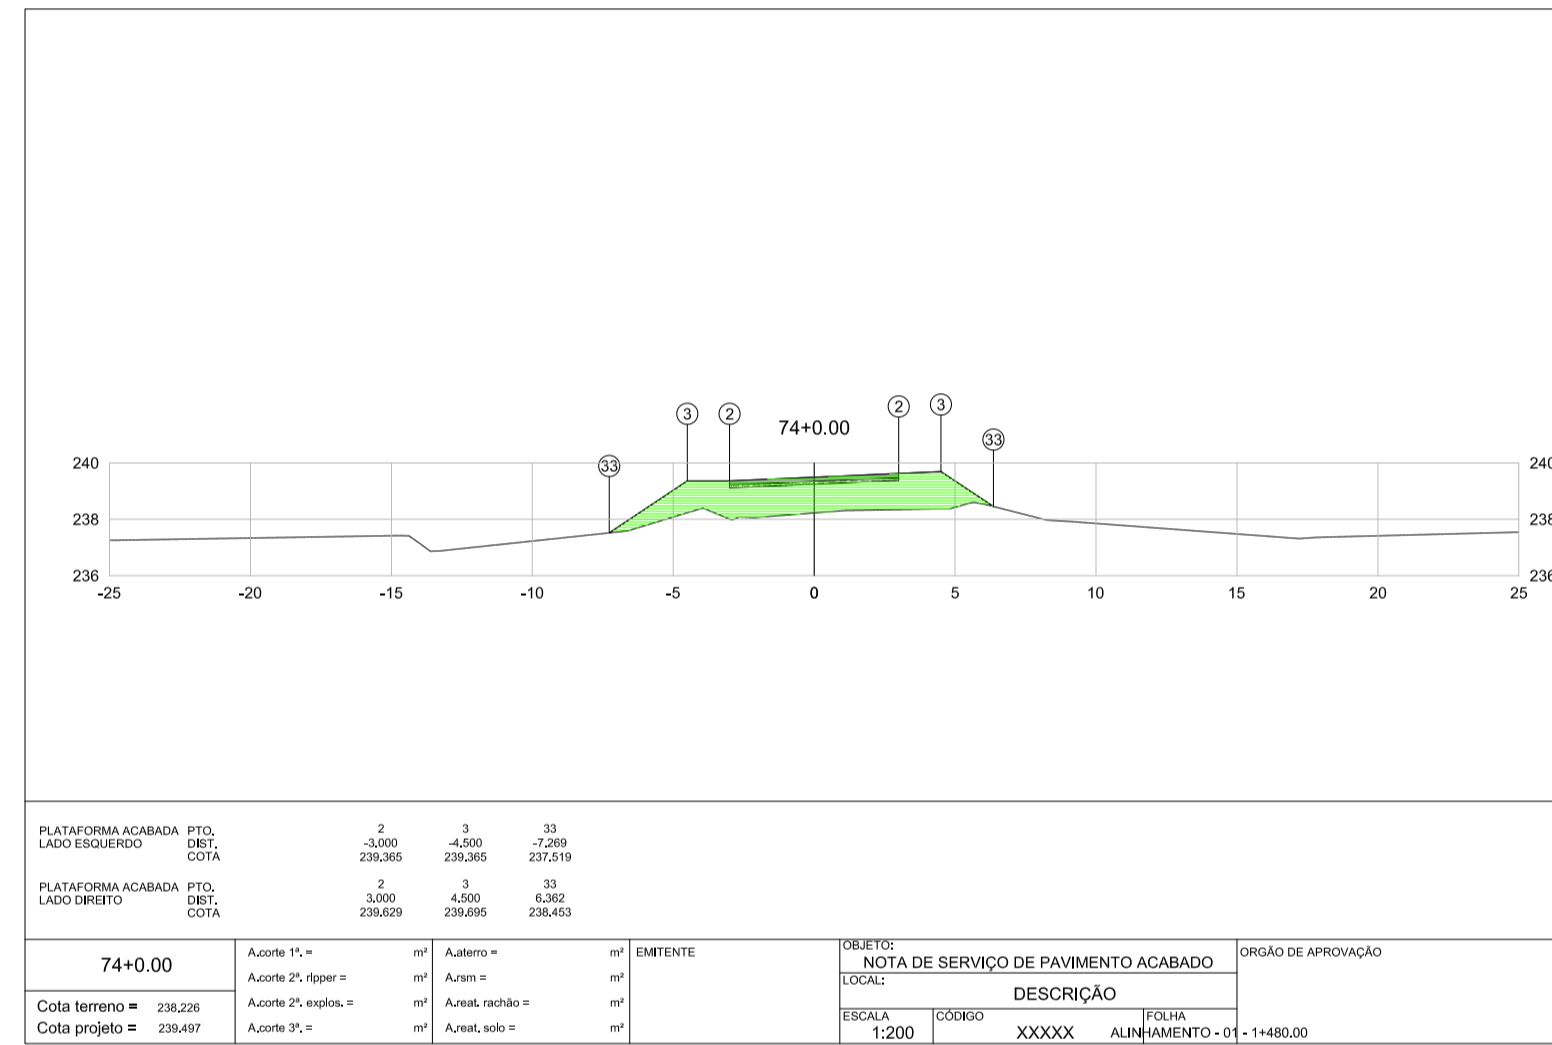 3 2 2 3
74+0.00
33 33
240 240
238 238
236 236
-25 -20 -15 -10 -5 0 5 10 15 20 25
PLATAFORMA ACABADA PTO. 2 3 33
LADO ESQUERDO DIST. -3.000 -4.500 -7.269
COTA 239.365 239.365 237.519
PLATAFORMA ACABADA PTO. 2 3 33
LADO DIREITO DIST. 3.000 4.500 6.362
COTA 239.629 239.695 238.453
74+0.00
Cota terreno = 238.226
Cota projeto = 239.497
A.corte 1ª. = m²
A.corte 2ª. ripper = m²
A.corte 2ª. explos. = m²
A.corte 3ª. = m²
A.aterro = m²
A.rsm = m²
A.reat. rachão = m²
A.reat. solo = m²
EMITENTE
OBJETO:
NOTA DE SERVIÇO DE PAVIMENTO ACABADO
LOCAL:
DESCRIÇÃO
ESCALA
1:200
CÓDIGO
XXXXX
FOLHA
ALINHAMENTO - 01 - 1+480.00
ORGÃO DE APROVAÇÃO